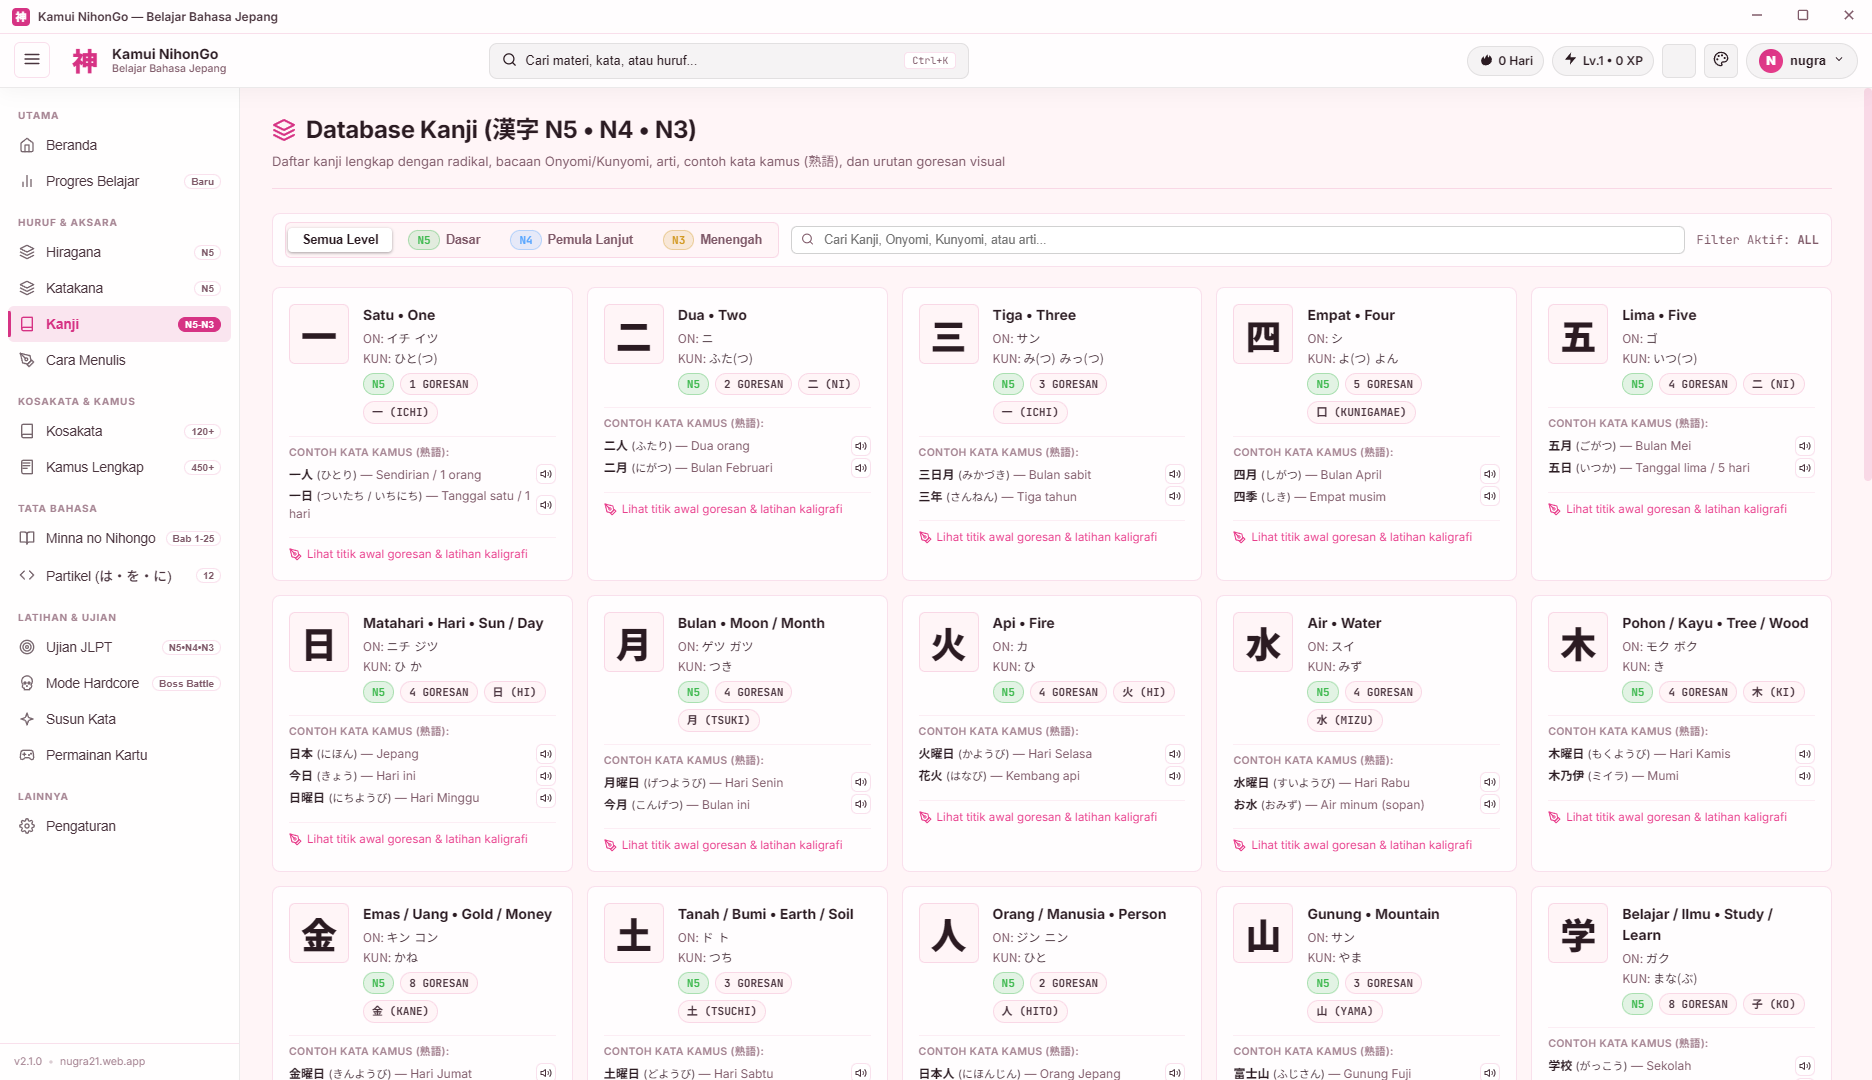 Kamui NihonGo — Belajar Bahasa Jepang
神
Kamui NihonGo
Belajar Bahasa Jepang
Cari materi, kata, atau huruf...
Ctrl+K
0 Hari
Lv.1 • 0 XP
N
nugra
UTAMA
Beranda
Progres Belajar
Baru
HURUF & AKSARA
Hiragana
N5
Katakana
N5
Kanji
N5-N3
Cara Menulis
KOSAKATA & KAMUS
Kosakata
120+
Kamus Lengkap
450+
TATA BAHASA
Minna no Nihongo
Bab 1-25
Partikel (は・を・に)
12
LATIHAN & UJIAN
Ujian JLPT
N5•N4•N3
Mode Hardcore
Boss Battle
Susun Kata
Permainan Kartu
LAINNYA
Pengaturan
v2.1.0 • nugra21.web.app
Database Kanji (漢字 N5 • N4 • N3)
Daftar kanji lengkap dengan radikal, bacaan Onyomi/Kunyomi, arti, contoh kata kamus (熟語), dan urutan goresan visual
Semua Level
N5 Dasar
N4 Pemula Lanjut
N3 Menengah
Cari Kanji, Onyomi, Kunyomi, atau arti...
Filter Aktif: ALL
一
Satu • One
ON: イチ イツ
KUN: ひと(つ)
N5
1 GORESAN
一 (ICHI)
CONTOH KATA KAMUS (熟語):
一人 (ひとり) — Sendirian / 1 orang
一日 (ついたち / いちにち) — Tanggal satu / 1
hari
Lihat titik awal goresan & latihan kaligrafi
二
Dua • Two
ON: ニ
KUN: ふた(つ)
N5
2 GORESAN
二 (NI)
CONTOH KATA KAMUS (熟語):
二人 (ふたり) — Dua orang
二月 (にがつ) — Bulan Februari
Lihat titik awal goresan & latihan kaligrafi
三
Tiga • Three
ON: サン
KUN: み(つ) みっ(つ)
N5
3 GORESAN
一 (ICHI)
CONTOH KATA KAMUS (熟語):
三日月 (みかづき) — Bulan sabit
三年 (さんねん) — Tiga tahun
Lihat titik awal goresan & latihan kaligrafi
四
Empat • Four
ON: シ
KUN: よ(つ) よん
N5
5 GORESAN
囗 (KUNIGAMAE)
CONTOH KATA KAMUS (熟語):
四月 (しがつ) — Bulan April
四季 (しき) — Empat musim
Lihat titik awal goresan & latihan kaligrafi
五
Lima • Five
ON: ゴ
KUN: いつ(つ)
N5
4 GORESAN
二 (NI)
CONTOH KATA KAMUS (熟語):
五月 (ごがつ) — Bulan Mei
五日 (いつか) — Tanggal lima / 5 hari
Lihat titik awal goresan & latihan kaligrafi
日
Matahari • Hari • Sun / Day
ON: ニチ ジツ
KUN: ひ か
N5
4 GORESAN
日 (HI)
CONTOH KATA KAMUS (熟語):
日本 (にほん) — Jepang
今日 (きょう) — Hari ini
日曜日 (にちようび) — Hari Minggu
Lihat titik awal goresan & latihan kaligrafi
月
Bulan • Moon / Month
ON: ゲツ ガツ
KUN: つき
N5
4 GORESAN
月 (TSUKI)
CONTOH KATA KAMUS (熟語):
月曜日 (げつようび) — Hari Senin
今月 (こんげつ) — Bulan ini
Lihat titik awal goresan & latihan kaligrafi
火
Api • Fire
ON: カ
KUN: ひ
N5
4 GORESAN
火 (HI)
CONTOH KATA KAMUS (熟語):
火曜日 (かようび) — Hari Selasa
花火 (はなび) — Kembang api
Lihat titik awal goresan & latihan kaligrafi
水
Air • Water
ON: スイ
KUN: みず
N5
4 GORESAN
水 (MIZU)
CONTOH KATA KAMUS (熟語):
水曜日 (すいようび) — Hari Rabu
お水 (おみず) — Air minum (sopan)
Lihat titik awal goresan & latihan kaligrafi
木
Pohon / Kayu • Tree / Wood
ON: モク ボク
KUN: き
N5
4 GORESAN
木 (KI)
CONTOH KATA KAMUS (熟語):
木曜日 (もくようび) — Hari Kamis
木乃伊 (ミイラ) — Mumi
Lihat titik awal goresan & latihan kaligrafi
金
Emas / Uang • Gold / Money
ON: キン コン
KUN: かね
N5
8 GORESAN
金 (KANE)
CONTOH KATA KAMUS (熟語):
金曜日 (きんようび) — Hari Jumat
土
Tanah / Bumi • Earth / Soil
ON: ド ト
KUN: つち
N5
3 GORESAN
土 (TSUCHI)
CONTOH KATA KAMUS (熟語):
土曜日 (どようび) — Hari Sabtu
人
Orang / Manusia • Person
ON: ジン ニン
KUN: ひと
N5
2 GORESAN
人 (HITO)
CONTOH KATA KAMUS (熟語):
日本人 (にほんじん) — Orang Jepang
山
Gunung • Mountain
ON: サン
KUN: やま
N5
3 GORESAN
山 (YAMA)
CONTOH KATA KAMUS (熟語):
富士山 (ふじさん) — Gunung Fuji
学
Belajar / Ilmu • Study /
Learn
ON: ガク
KUN: まな(ぶ)
N5
8 GORESAN
子 (KO)
CONTOH KATA KAMUS (熟語):
学校 (がっこう) — Sekolah